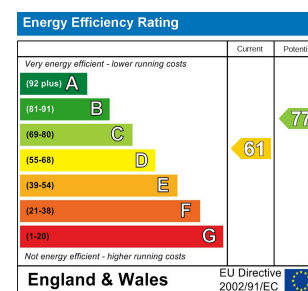 Energy Efficiency Rating
Current Potenti
Very energy efficient - lower running costs
(92 plus) A
(81-91) B
(69-80) C
(55-68) D
(39-54) E
(21-38) F
(1-20) G
61
77
Not energy efficient - higher running costs
England & Wales
EU Directive
2002/91/EC